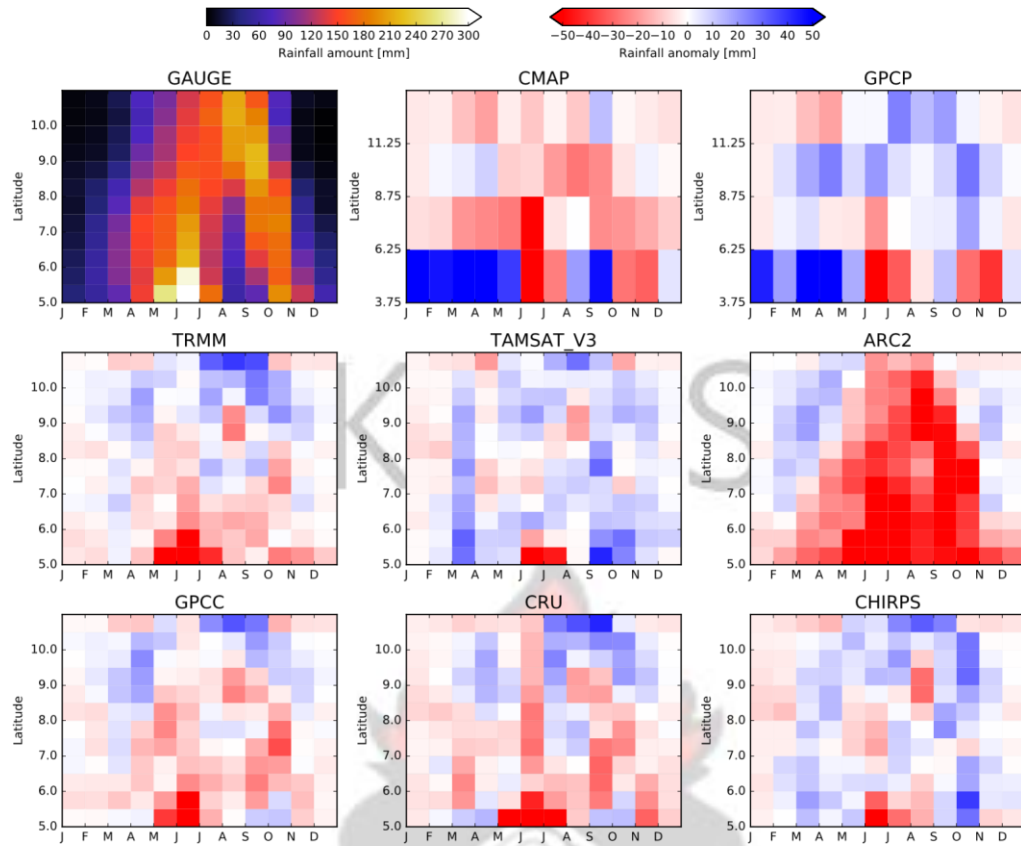 0 30 60 90 120 150 180 210 240 270 300
Rainfall amount [mm]
−50−40−30−20−10 0 10 20 30 40 50
Rainfall anomaly [mm]
GAUGE
Latitude
10.0
9.0
8.0
7.0
6.0
5.0
J F M A M J J A S O N D
CMAP
Latitude
11.25
8.75
6.25
3.75
J F M A M J J A S O N D
GPCP
Latitude
11.25
8.75
6.25
3.75
J F M A M J J A S O N D
TRMM
Latitude
10.0
9.0
8.0
7.0
6.0
5.0
J F M A M J J A S O N D
TAMSAT_V3
Latitude
10.0
9.0
8.0
7.0
6.0
5.0
J F M A M J J A S O N D
ARC2
Latitude
10.0
9.0
8.0
7.0
6.0
5.0
J F M A M J J A S O N D
GPCC
Latitude
10.0
9.0
8.0
7.0
6.0
5.0
J F M A M J J A S O N D
CRU
Latitude
10.0
9.0
8.0
7.0
6.0
5.0
J F M A M J J A S O N D
CHIRPS
Latitude
10.0
9.0
8.0
7.0
6.0
5.0
J F M A M J J A S O N D